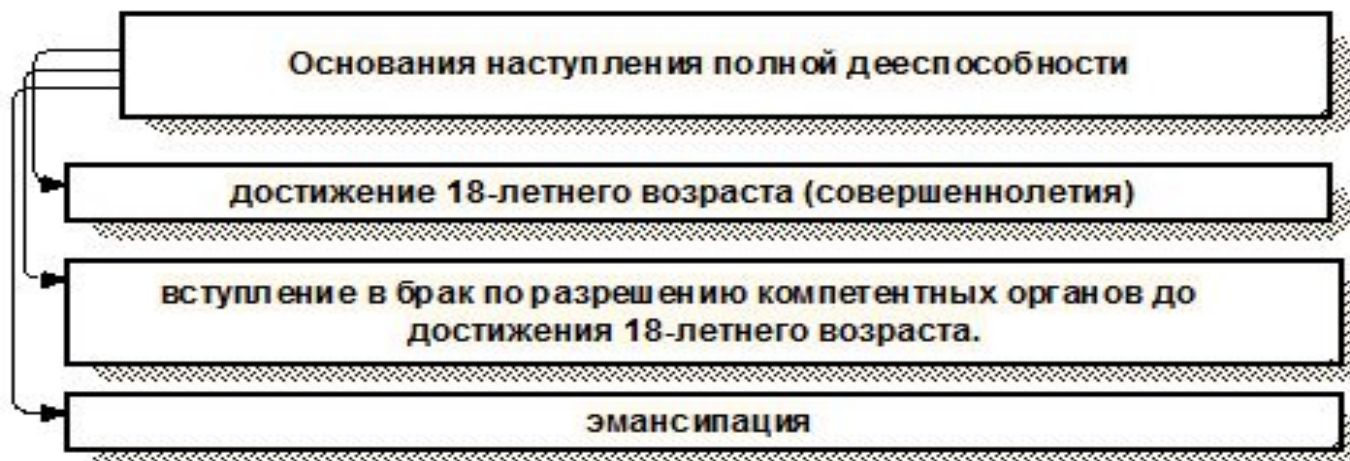 Основания наступления полной дееспособности
достижение 18-летнего возраста (совершеннолетия)
вступление в брак по разрешению компетентных органов до
достижения 18-летнего возраста.
эмансипация